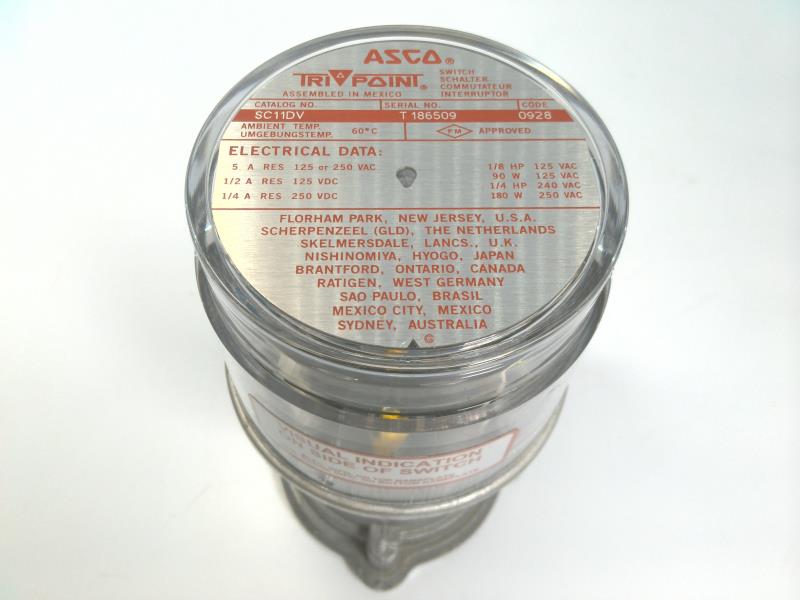 ASCO®
TRI POINT® SWITCH
SCHALTER
COMMUTATEUR
INTERRUPTOR
ASSEMBLED IN MEXICO
CATALOG NO. SERIAL NO. CODE
SC11DV T 186509 0928
AMBIENT TEMP.
UMGEBUNGSTEMP. 60°C FM APPROVED
ELECTRICAL DATA:
5 A RES 125 or 250 VAC 1/8 HP 125 VAC
90 W 125 VAC
1/2 A RES 125 VDC 1/4 HP 240 VAC
1/4 A RES 250 VDC 180 W 250 VAC
FLORHAM PARK, NEW JERSEY, U.S.A.
SCHERPENZEEL (GLD), THE NETHERLANDS
SKELMERSDALE, LANCS., U.K.
NISHINOMIYA, HYOGO, JAPAN
BRANTFORD, ONTARIO, CANADA
RATIGEN, WEST GERMANY
SAO PAULO, BRASIL
MEXICO CITY, MEXICO
SYDNEY, AUSTRALIA
G
VISUAL INDICATION
ON SIDE OF SWITCH